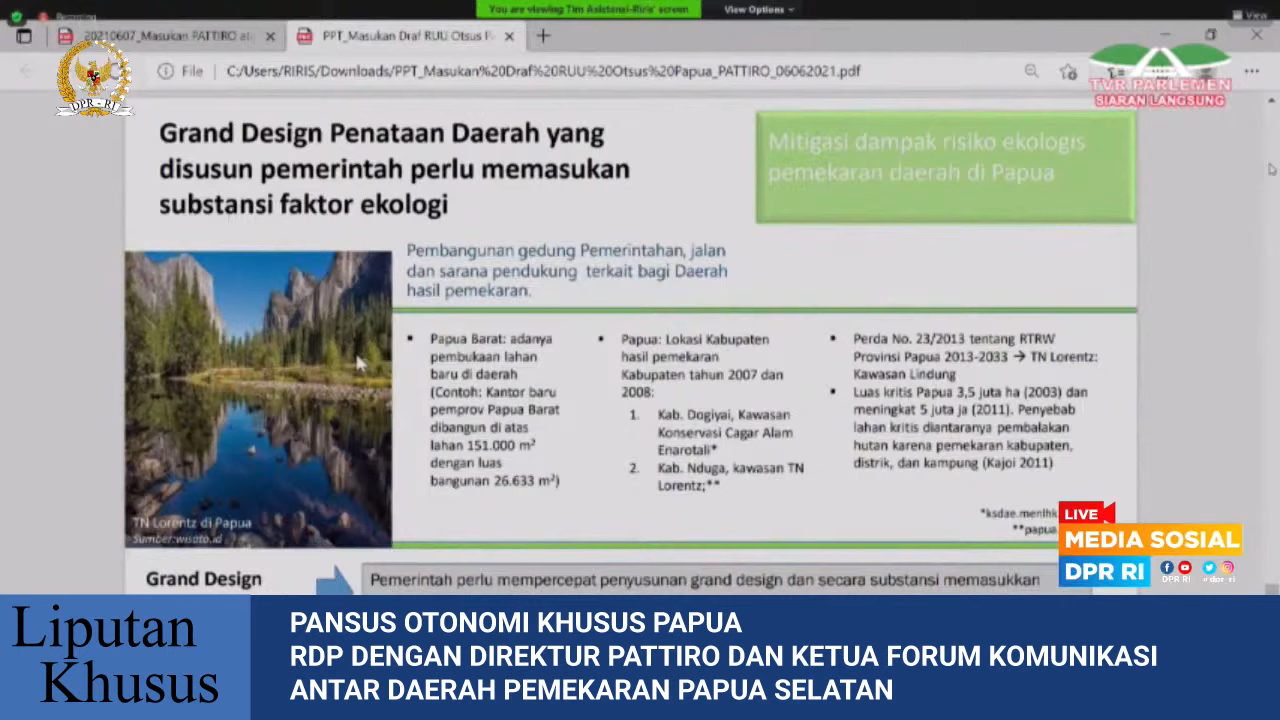 Recording
You are viewing Tim Asistensi-Riris' screen
View Options
View
20210607_Masukan PATTIRO
PPT_Masukan Draf RUU Otsus
File
C:/Users/RIRIS/Downloads/PPT_Masukan%20Draf%20RUU%20Otsus%20Papua_PATTIRO_06062021.pdf
DPR - RI
TVR PARLEMEN
SIARAN LANGSUNG
Grand Design Penataan Daerah yang
disusun pemerintah perlu memasukan
substansi faktor ekologi
Mitigasi dampak risiko ekologis
pemekaran daerah di Papua
Pembangunan gedung Pemerintahan, jalan
dan sarana pendukung terkait bagi Daerah
hasil pemekaran.
TN Lorentz di Papua
Sumber:wisato.id
▪ Papua Barat: adanya
pembukaan lahan
baru di daerah
(Contoh: Kantor baru
pemprov Papua Barat
dibangun di atas
lahan 151.000 m²
dengan luas
bangunan 26.633 m²)
▪ Papua: Lokasi Kabupaten
hasil pemekaran
Kabupaten tahun 2007 dan
2008:
1. Kab. Dogiyai, Kawasan
Konservasi Cagar Alam
Enarotali*
2. Kab. Nduga, kawasan TN
Lorentz;**
▪ Perda No. 23/2013 tentang RTRW
Provinsi Papua 2013-2033 → TN Lorentz:
Kawasan Lindung
▪ Luas kritis Papua 3,5 juta ha (2003) dan
meningkat 5 juta ja (2011). Penyebab
lahan kritis diantaranya pembalakan
hutan karena pemekaran kabupaten,
distrik, dan kampung (Kajoi 2011)
*ksdae.menlhk
**papua
Grand Design
Pemerintah perlu mempercepat penyusunan grand design dan secara substansi memasukkan
LIVE
MEDIA SOSIAL
DPR RI
DPR RI
#dpr_ri
Liputan
Khusus
PANSUS OTONOMI KHUSUS PAPUA
RDP DENGAN DIREKTUR PATTIRO DAN KETUA FORUM KOMUNIKASI
ANTAR DAERAH PEMEKARAN PAPUA SELATAN